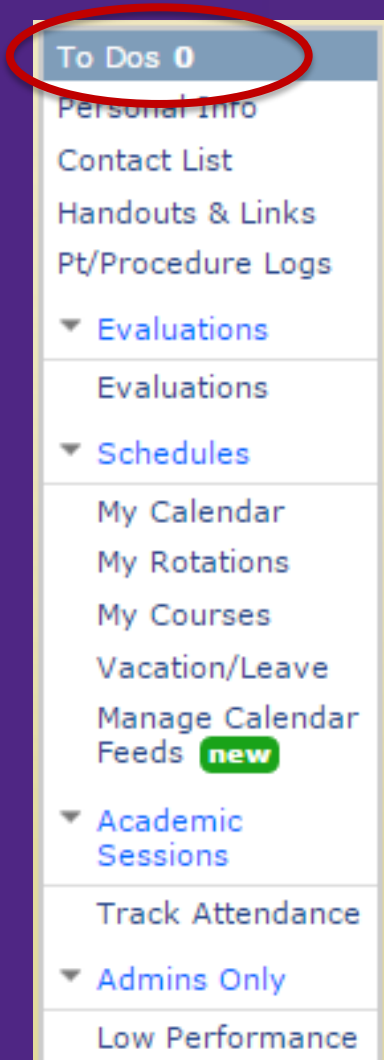 To Dos 0
Personal Info
Contact List
Handouts & Links
Pt/Procedure Logs
Evaluations
Evaluations
Schedules
My Calendar
My Rotations
My Courses
Vacation/Leave
Manage Calendar
Feeds new
Academic
Sessions
Track Attendance
Admins Only
Low Performance